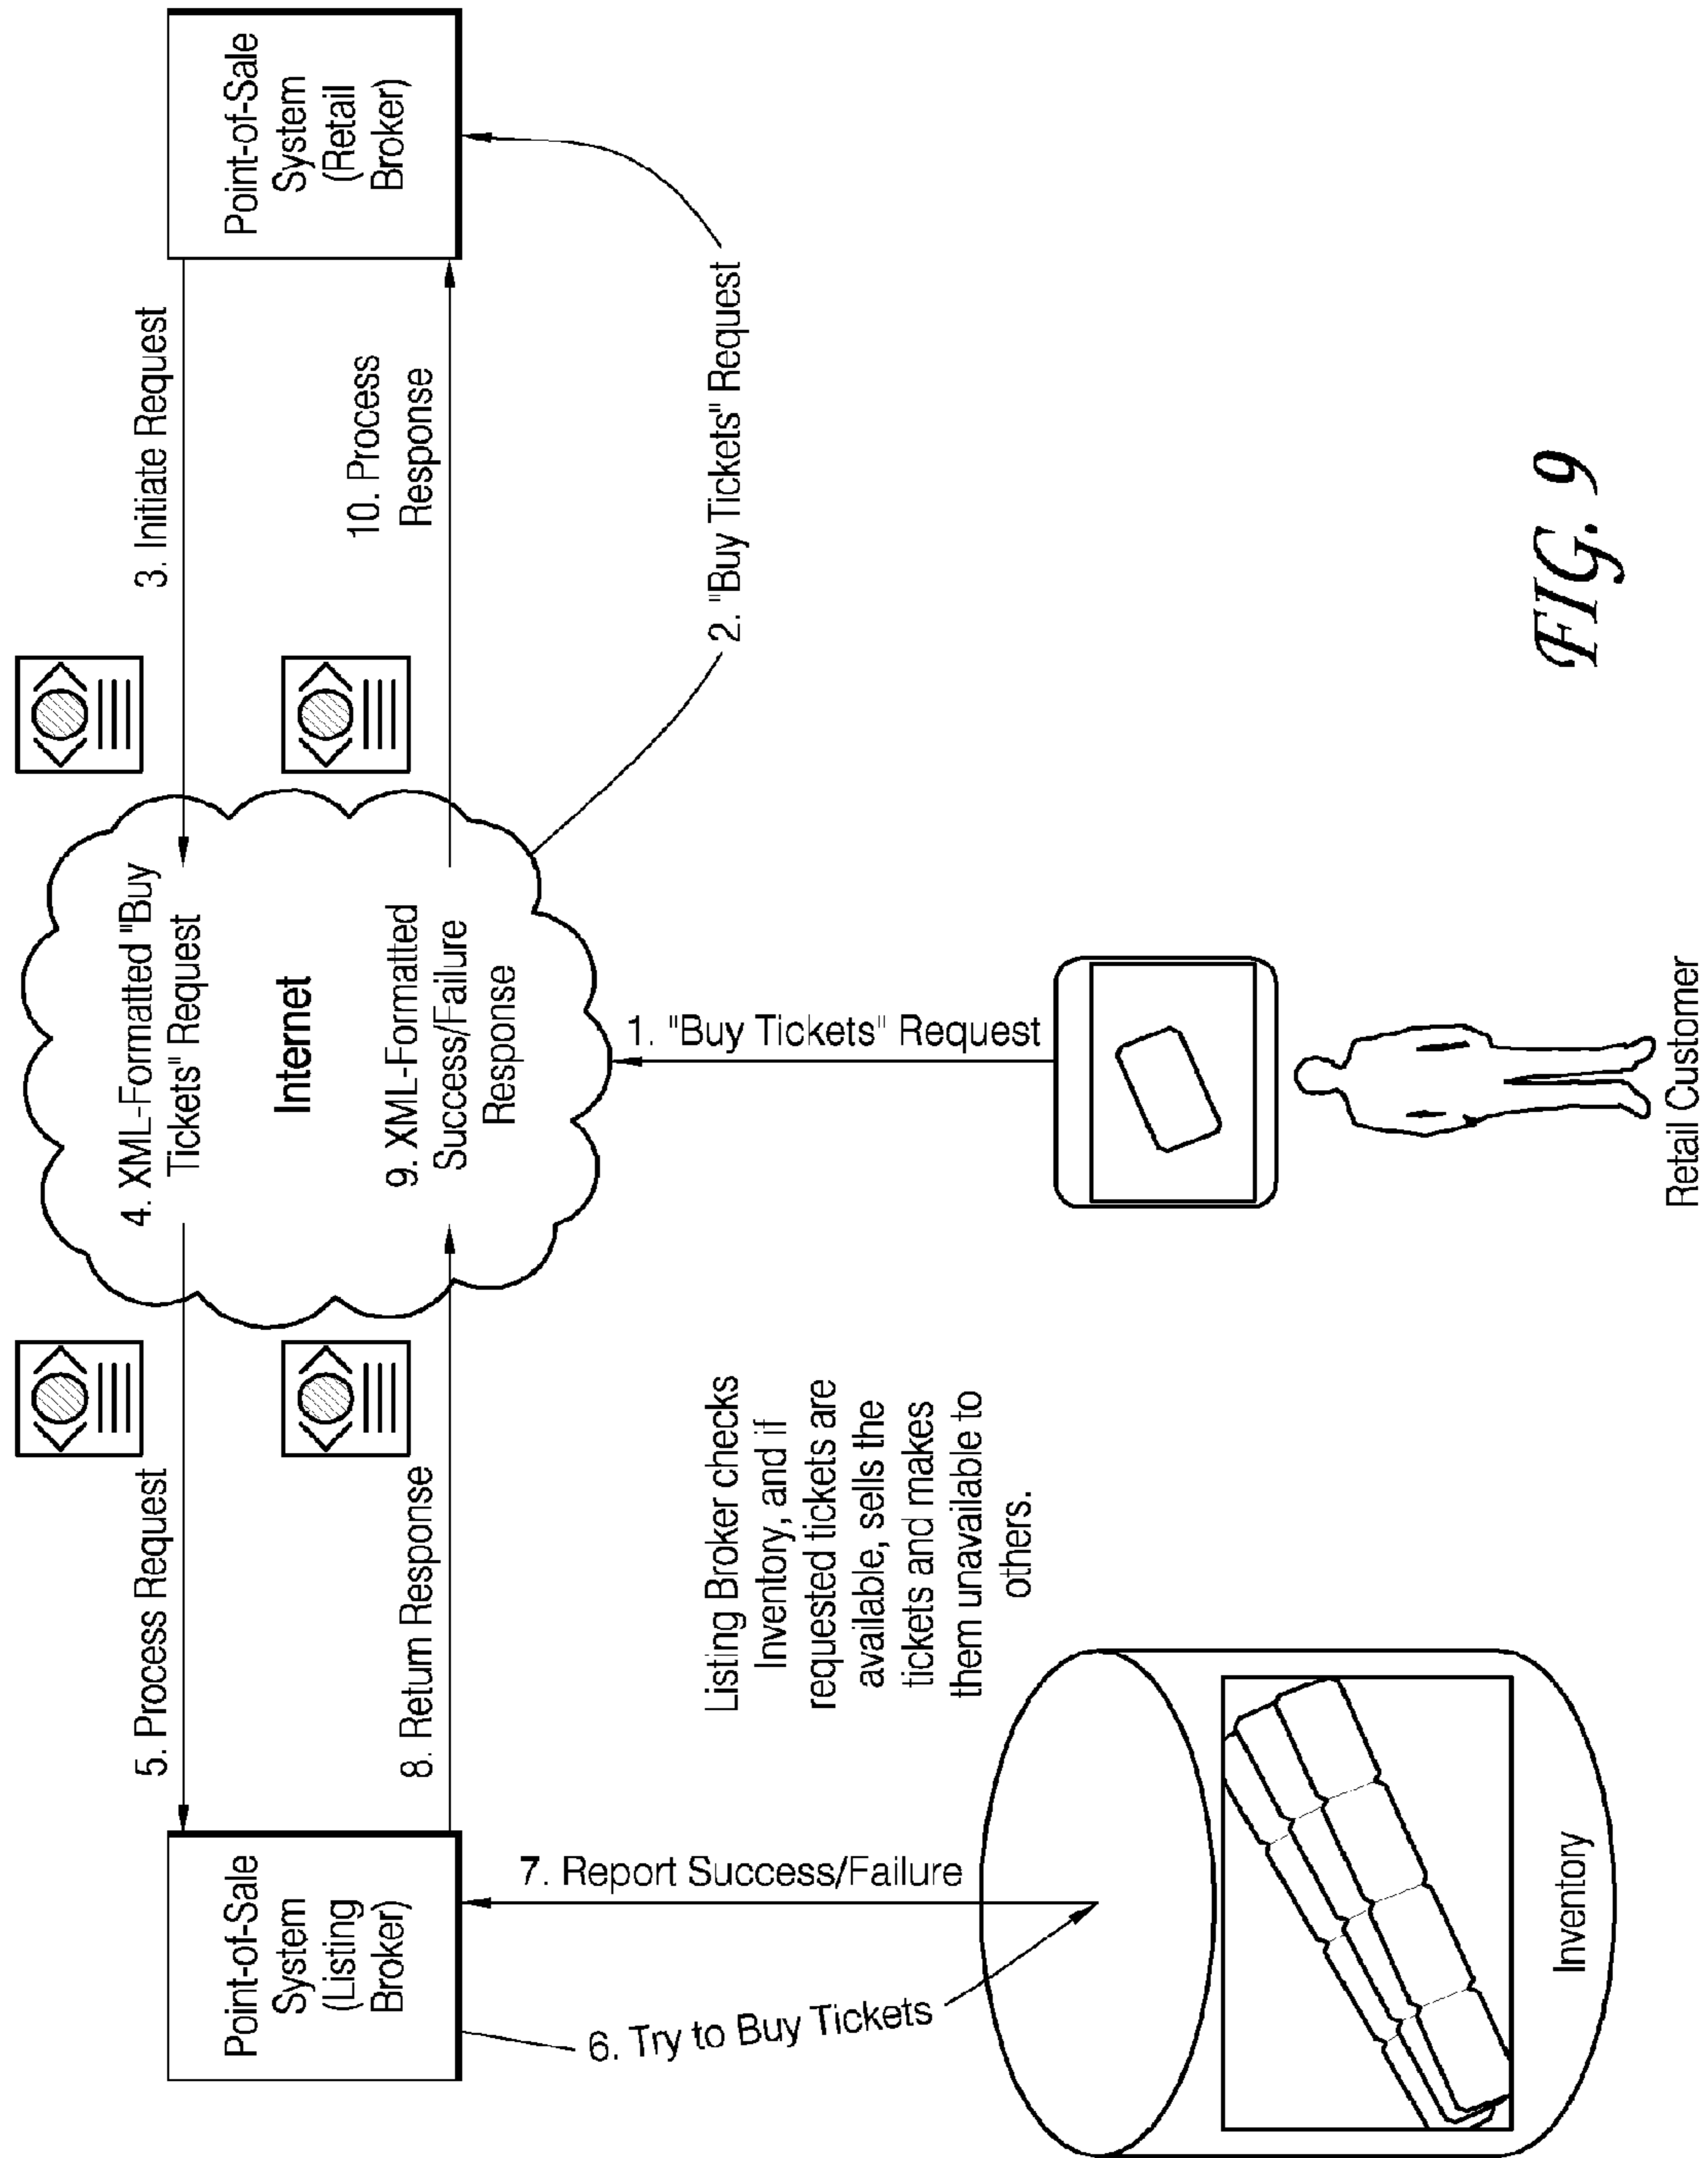 Point-of-Sale
System
(Listing
Broker)
5. Process Request
8. Return Response
4. XML-Formatted "Buy
Tickets" Request
Internet
9. XML-Formatted
Success/Failure
Response
3. Initiate Request
10. Process
Response
Point-of-Sale
System
(Retail
Broker)
2. "Buy Tickets" Request
1. "Buy Tickets" Request
7. Report Success/Failure
6. Try to Buy Tickets
Listing Broker checks
Inventory, and if
requested tickets are
available, sells the
tickets and makes
them unavailable to
others.
Inventory
Retail Customer
FIG. 9